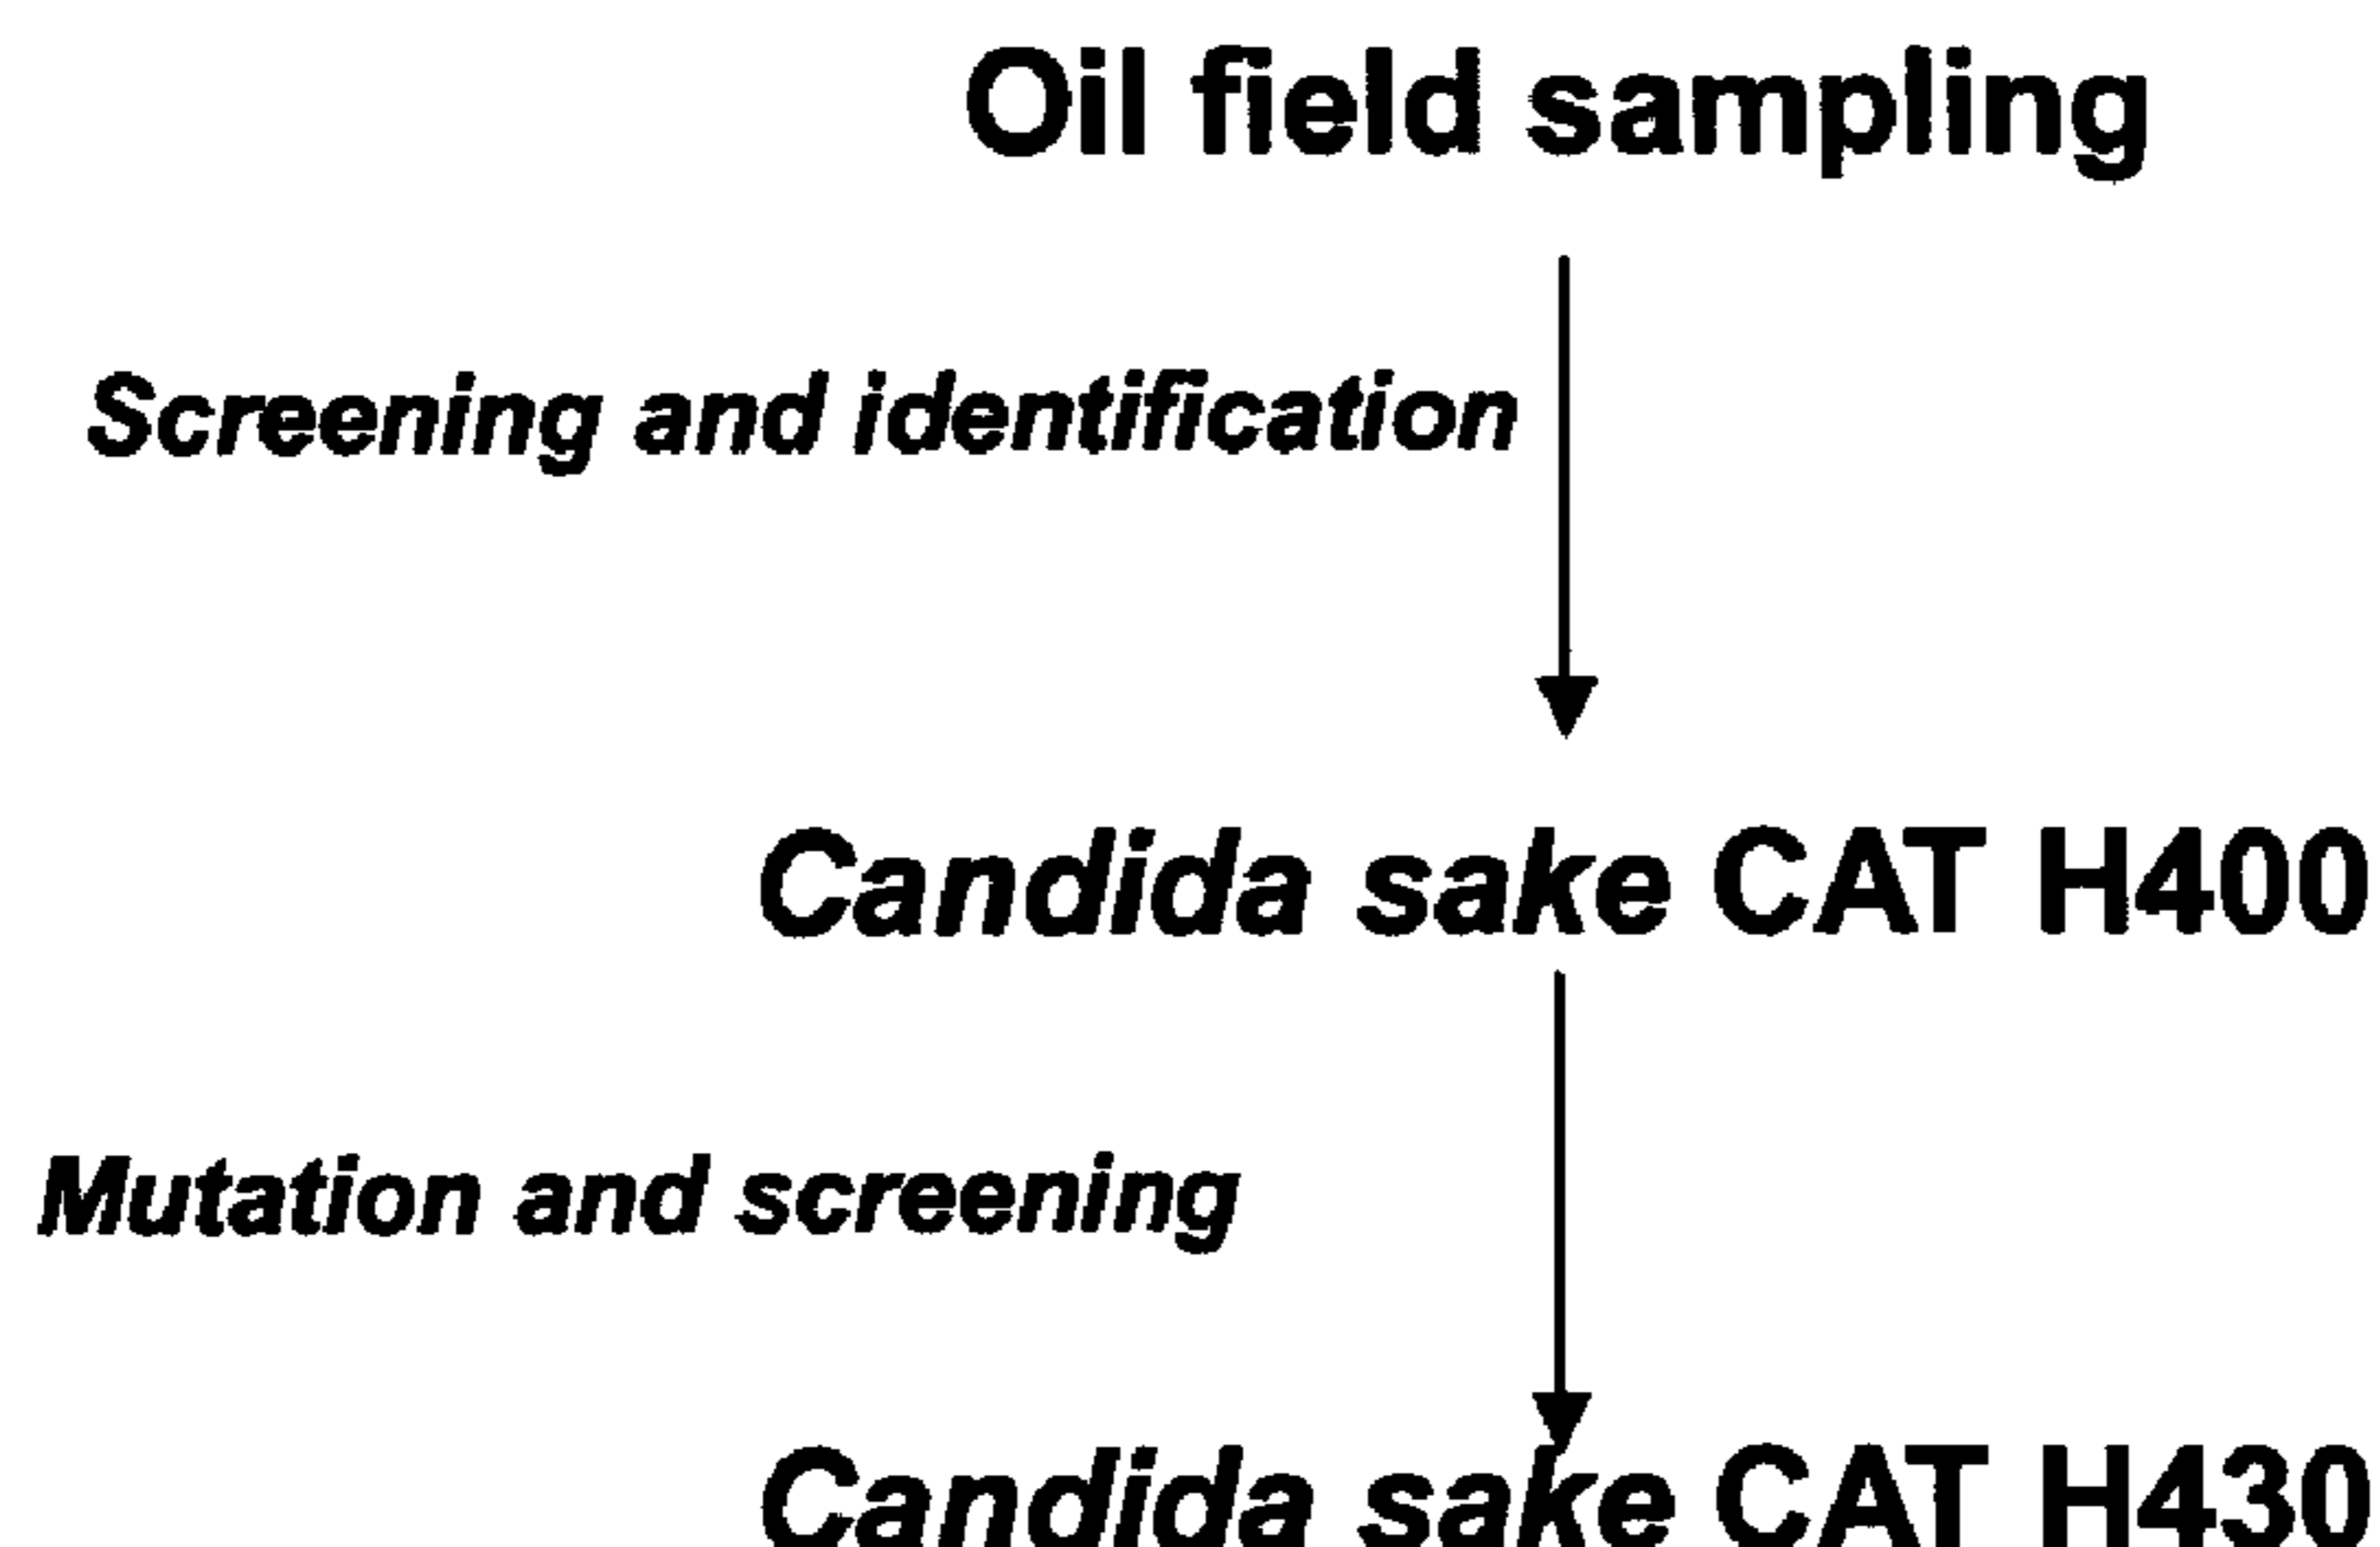 Oil field sampling
Screening and identification
Candida sake CAT H400
Mutation and screening
Candida sake CAT H430